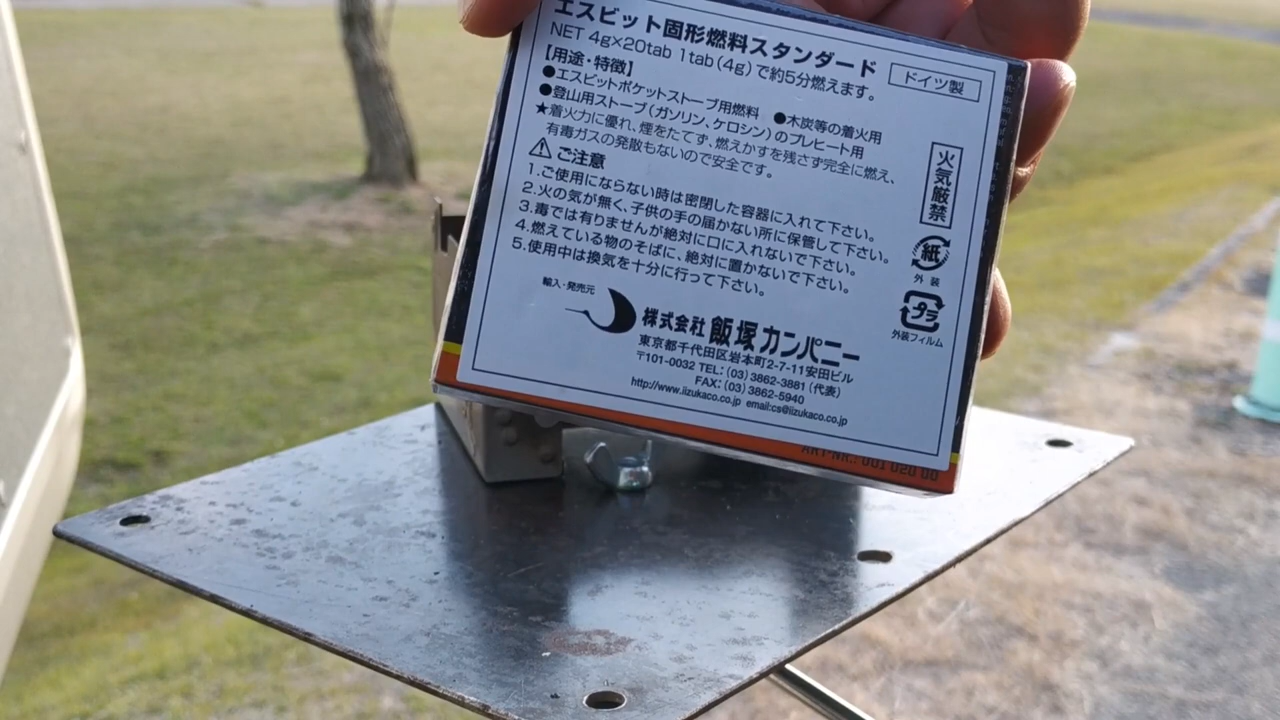 エスビット固形燃料スタンダード
NET 4g×20tab 1tab(4g)で約5分燃えます。
ドイツ製
【用途・特徴】
●エスビットポケットストーブ用燃料 ●木炭等の着火用
●登山用ストーブ(ガソリン、ケロシン)のプレヒート用
★着火力に優れ、煙をたてず、燃えかすを残さず完全に燃え、
有毒ガスの発散もないので安全です。
ご注意
1.ご使用にならない時は密閉した容器に入れて下さい。
2.火の気が無く、子供の手の届かない所に保管して下さい。
3.毒では有りませんが絶対に口に入れないで下さい。
4.燃えている物のそばに、絶対に置かないで下さい。
5.使用中は換気を十分に行って下さい。
火気厳禁
紙
外装
プラ
外装フィルム
輸入・発売元
株式会社 飯塚カンパニー
東京都千代田区岩本町2-7-11安田ビル
〒101-0032 TEL:(03)3862-3881(代表)
FAX:(03)3862-5940
http://www.iizukaco.co.jp email:cs@iizukaco.co.jp
ART-NR.: 001 020 00